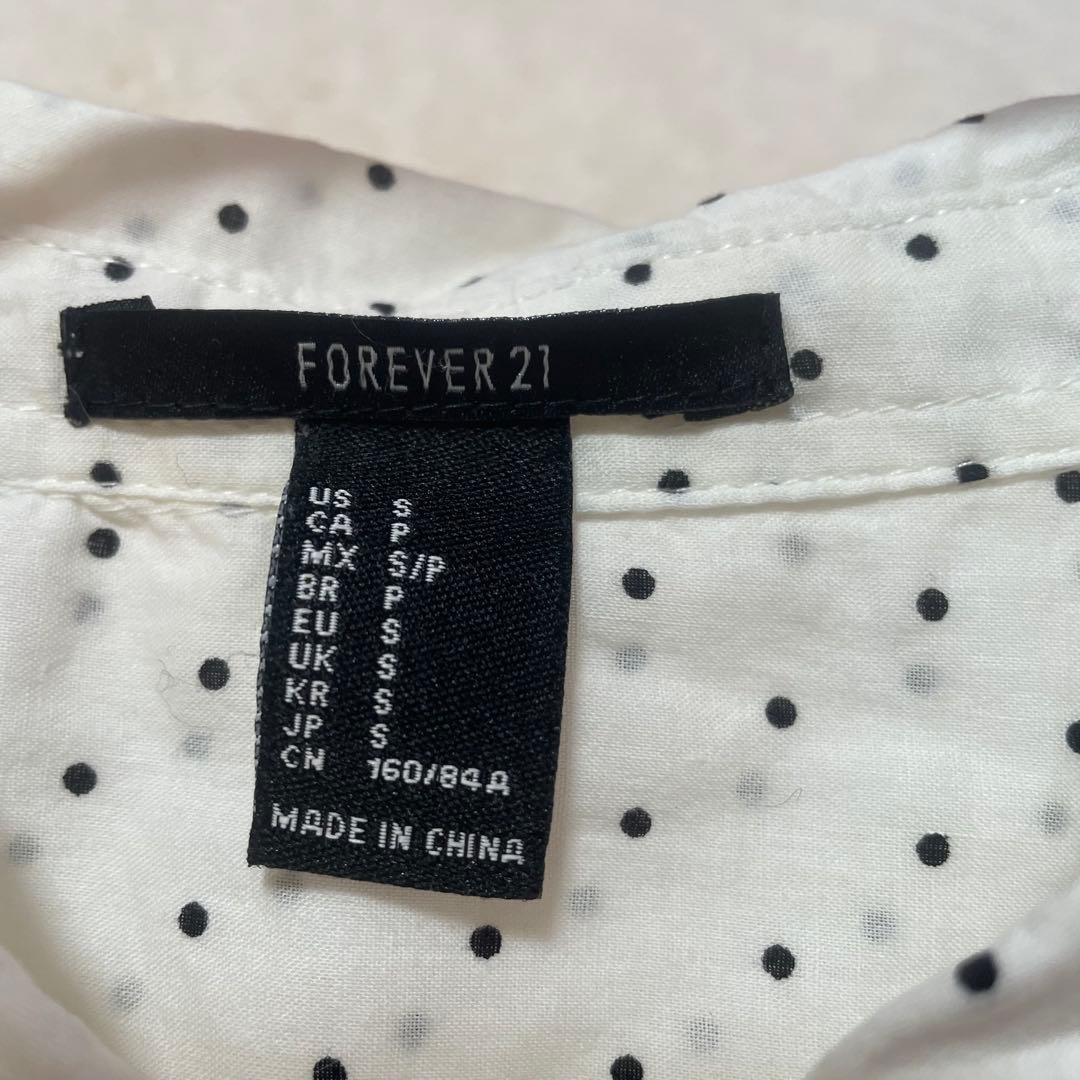 FOREVER 21
US S
CA P
MX S/P
BR P
EU S
UK S
KR S
JP S
CN 160/84A
MADE IN CHINA